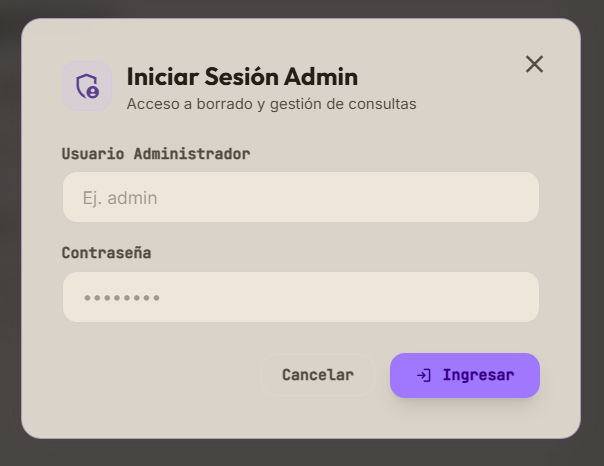 Iniciar Sesión Admin
Acceso a borrado y gestión de consultas
Usuario Administrador
Ej. admin
Contraseña
••••••••
Cancelar
Ingresar